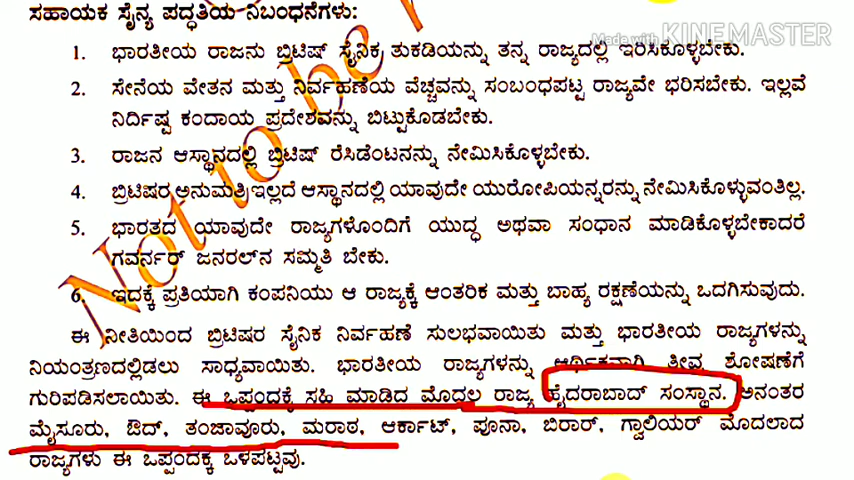 ಸಹಾಯಕ ಸೈನ್ಯ ಪದ್ಧತಿಯ ನಿಬಂಧನೆಗಳು:
Made with KINEMASTER
1. ಭಾರತೀಯ ರಾಜನು ಬ್ರಿಟಿಷ್ ಸೈನಿಕ ತುಕಡಿಯನ್ನು ತನ್ನ ರಾಜ್ಯದಲ್ಲಿ ಇರಿಸಿಕೊಳ್ಳಬೇಕು.
2. ಸೇನೆಯ ವೇತನ ಮತ್ತು ನಿರ್ವಹಣೆಯ ವೆಚ್ಚವನ್ನು ಸಂಬಂಧಪಟ್ಟ ರಾಜ್ಯವೇ ಭರಿಸಬೇಕು. ಇಲ್ಲವೆ
ನಿರ್ದಿಷ್ಟ ಕಂದಾಯ ಪ್ರದೇಶವನ್ನು ಬಿಟ್ಟುಕೊಡಬೇಕು.
3. ರಾಜನ ಆಸ್ಥಾನದಲ್ಲಿ ಬ್ರಿಟಿಷ್ ರೆಸಿಡೆಂಟನನ್ನು ನೇಮಿಸಿಕೊಳ್ಳಬೇಕು.
4. ಬ್ರಿಟಿಷರ ಅನುಮತಿ ಇಲ್ಲದೆ ಆಸ್ಥಾನದಲ್ಲಿ ಯಾವುದೇ ಯುರೋಪಿಯನ್ನರನ್ನು ನೇಮಿಸಿಕೊಳ್ಳುವಂತಿಲ್ಲ.
5. ಭಾರತದ ಯಾವುದೇ ರಾಜ್ಯಗಳೊಂದಿಗೆ ಯುದ್ಧ ಅಥವಾ ಸಂಧಾನ ಮಾಡಿಕೊಳ್ಳಬೇಕಾದರೆ
ಗವರ್ನರ್ ಜನರಲ್‌ನ ಸಮ್ಮತಿ ಬೇಕು.
6. ಇದಕ್ಕೆ ಪ್ರತಿಯಾಗಿ ಕಂಪನಿಯು ಆ ರಾಜ್ಯಕ್ಕೆ ಆಂತರಿಕ ಮತ್ತು ಬಾಹ್ಯ ರಕ್ಷಣೆಯನ್ನು ಒದಗಿಸುವುದು.
ಈ ನೀತಿಯಿಂದ ಬ್ರಿಟಿಷರ ಸೈನಿಕ ನಿರ್ವಹಣೆ ಸುಲಭವಾಯಿತು ಮತ್ತು ಭಾರತೀಯ ರಾಜ್ಯಗಳನ್ನು
ನಿಯಂತ್ರಣದಲ್ಲಿಡಲು ಸಾಧ್ಯವಾಯಿತು. ಭಾರತೀಯ ರಾಜ್ಯಗಳನ್ನು ಆರ್ಥಿಕವಾಗಿ ತೀವ್ರ ಶೋಷಣೆಗೆ
ಗುರಿಪಡಿಸಲಾಯಿತು. ಈ ಒಪ್ಪಂದಕ್ಕೆ ಸಹಿ ಮಾಡಿದ ಮೊದಲ ರಾಜ್ಯ ಹೈದರಾಬಾದ್ ಸಂಸ್ಥಾನ. ಅನಂತರ
ಮೈಸೂರು, ಔದ್, ತಂಜಾವೂರು, ಮರಾಠ, ಆರ್ಕಾಟ್, ಪೂನಾ, ಬಿರಾರ್, ಗ್ವಾಲಿಯರ್ ಮೊದಲಾದ
ರಾಜ್ಯಗಳು ಈ ಒಪ್ಪಂದಕ್ಕೆ ಒಳಪಟ್ಟವು.
Not to be r